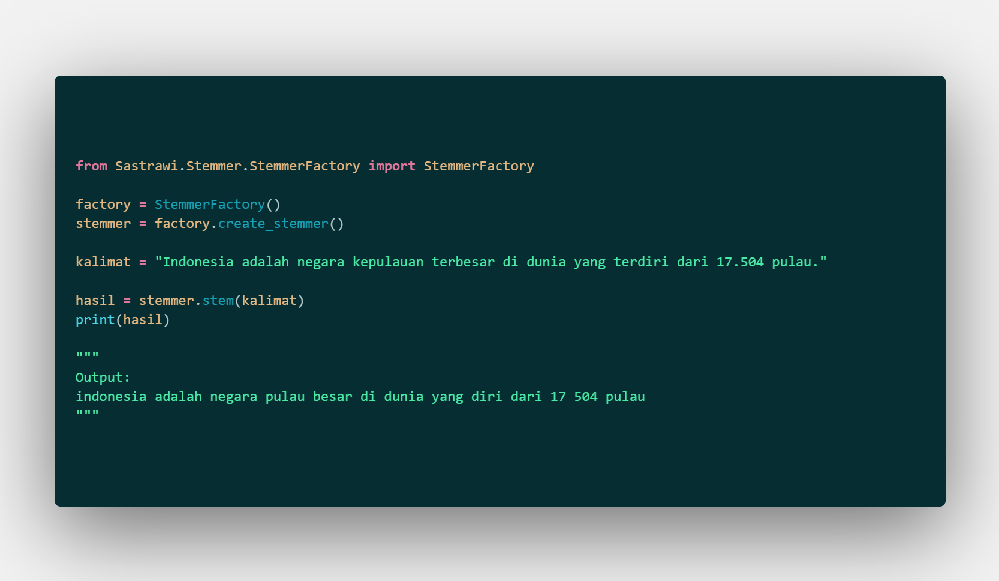 from Sastrawi.Stemmer.StemmerFactory import StemmerFactory
factory = StemmerFactory()
stemmer = factory.create_stemmer()
kalimat = "Indonesia adalah negara kepulauan terbesar di dunia yang terdiri dari 17.504 pulau."
hasil = stemmer.stem(kalimat)
print(hasil)
"""
Output:
indonesia adalah negara pulau besar di dunia yang diri dari 17 504 pulau
"""